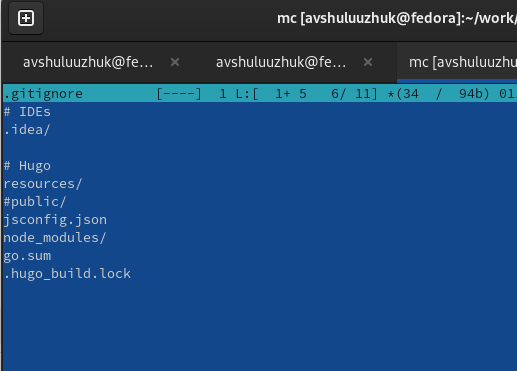 mc [avshuluuzhuk@fedora]:~/work/
avshuluuzhuk@fe... × avshuluuzhuk@fe... × mc [avshuluuzhu
.gitignore [----] 1 L:[ 1+ 5 6/ 11] *(34 / 94b) 01
# IDEs
.idea/
# Hugo
resources/
#public/
jsconfig.json
node_modules/
go.sum
.hugo_build.lock